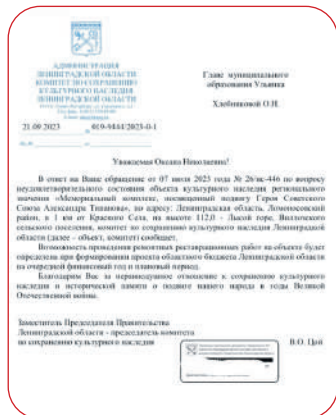 АДМИНИСТРАЦИЯ
ЛЕНИНГРАДСКОЙ ОБЛАСТИ
КОМИТЕТ ПО СОХРАНЕНИЮ
КУЛЬТУРНОГО НАСЛЕДИЯ
ЛЕНИНГРАДСКОЙ ОБЛАСТИ
Главе муниципального
образования Ульянка
Хлебниковой О.Н.
21.09.2023
Уважаемая Оксана Николаевна!
В ответ на Ваше обращение от 07 июля 2023 года № 26/вс-446 по вопросу
неудовлетворительного состояния объекта культурного наследия регионального
значения «Мемориальный комплекс, посвященный подвигу Героя Советского
Союза Александра Типанова», по адресу: Ленинградская область, Ломоносовский
район, в 1 км от Красного Села, на высоте 112,0 - Лысой горе, Виллозского
сельского поселения, комитет по сохранению культурного наследия Ленинградской
области (далее - объект, комитет) сообщает.
Возможность проведения ремонтных реставрационных работ на объекте будет
определена при формировании проекта областного бюджета Ленинградской области
на очередной финансовый год и плановый период.
Благодарим Вас за неравнодушное отношение к сохранению культурного
наследия и исторической памяти о подвиге нашего народа в годы Великой
Отечественной войны.
Заместитель Председателя Правительства
Ленинградской области - председатель комитета
по сохранению культурного наследия
В.О. Цой